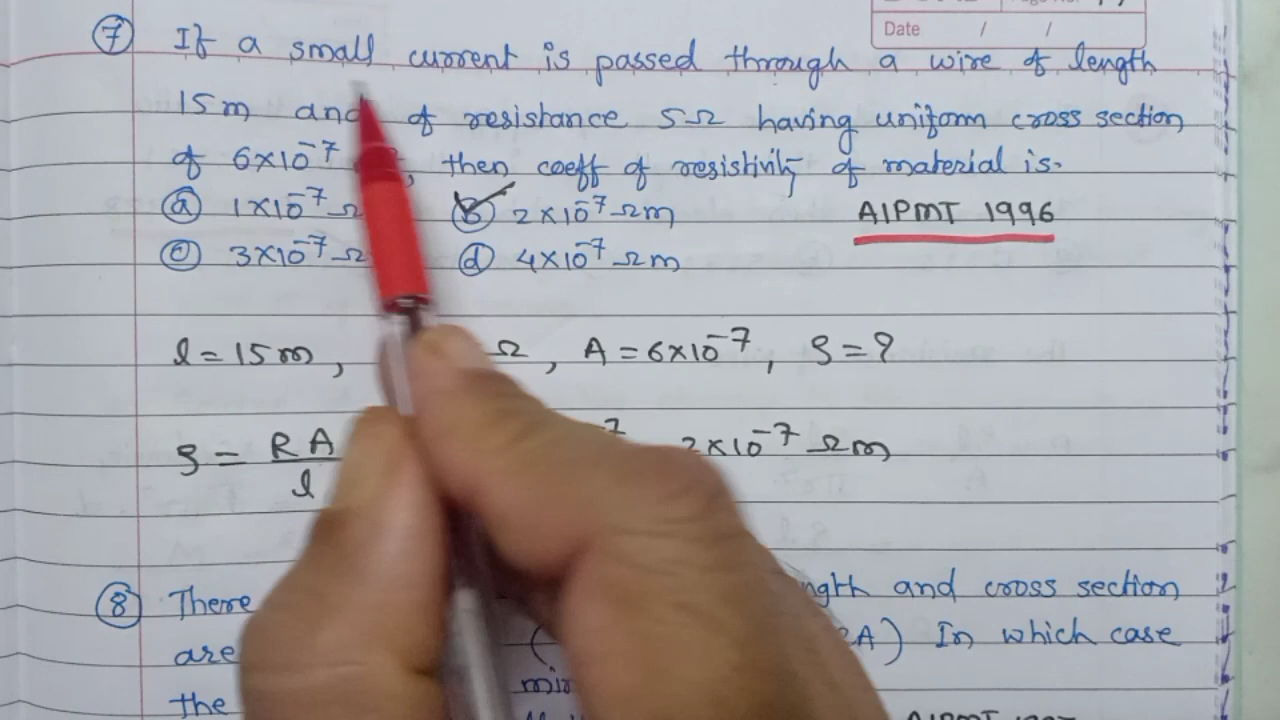 Date / /
⑦ If a small current is passed through a wire of length
15m and of resistance 5Ω having uniform cross section
of 6×10⁻⁷ then coeff of resistivity of material is.
ⓐ 1×10⁻⁷ Ω ⓑ 2×10⁻⁷ Ωm AIPMT 1996
ⓒ 3×10⁻⁷ Ω ⓓ 4×10⁻⁷ Ωm
l = 15m, Ω, A = 6×10⁻⁷, ρ = ?
ρ = RA/l ⁻⁷ 2×10⁻⁷ Ωm
⑧ There and cross section
are A) In which case
the